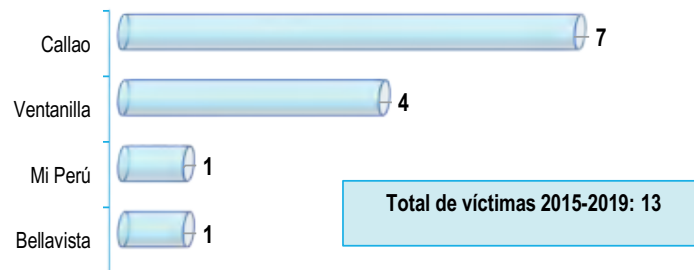 Callao 7
Ventanilla 4
Mi Perú 1
Total de víctimas 2015-2019: 13
Bellavista 1